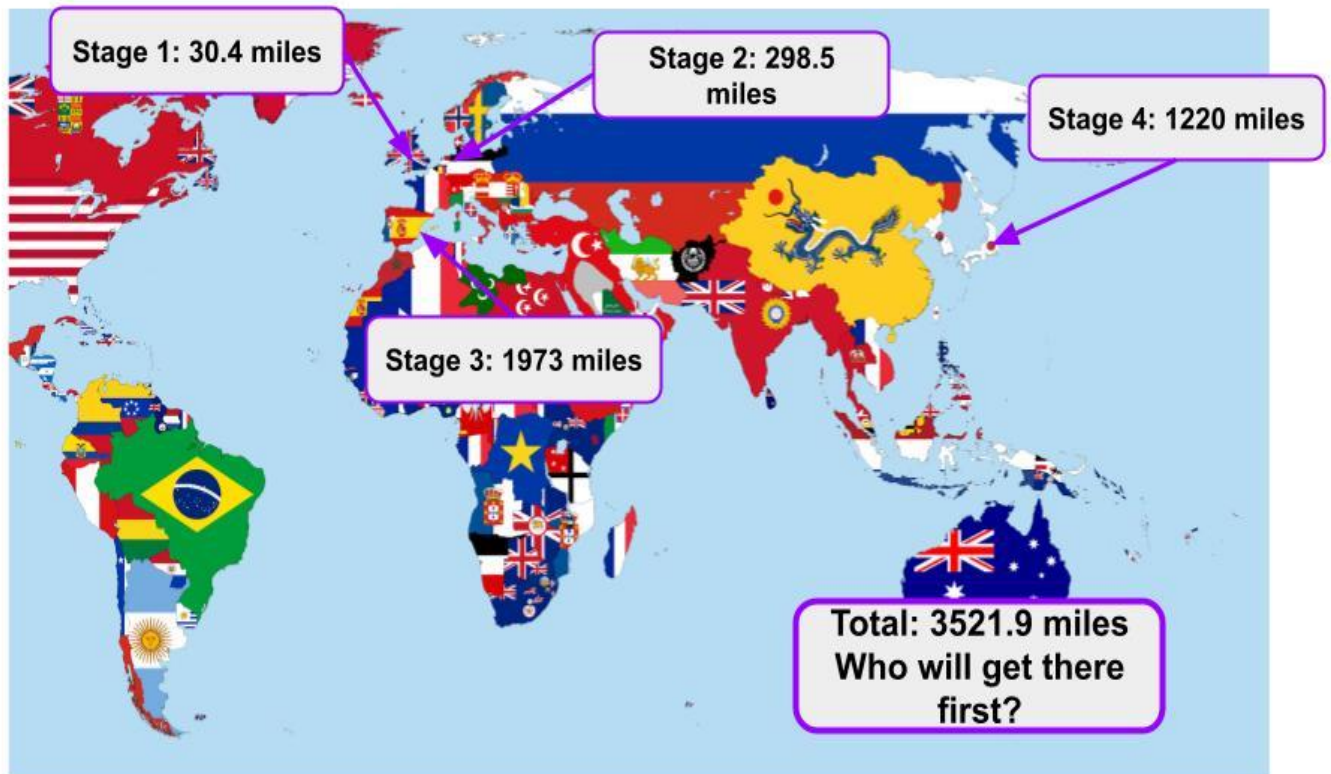 Stage 1: 30.4 miles
Stage 2: 298.5
miles
Stage 4: 1220 miles
Stage 3: 1973 miles
Total: 3521.9 miles
Who will get there
first?